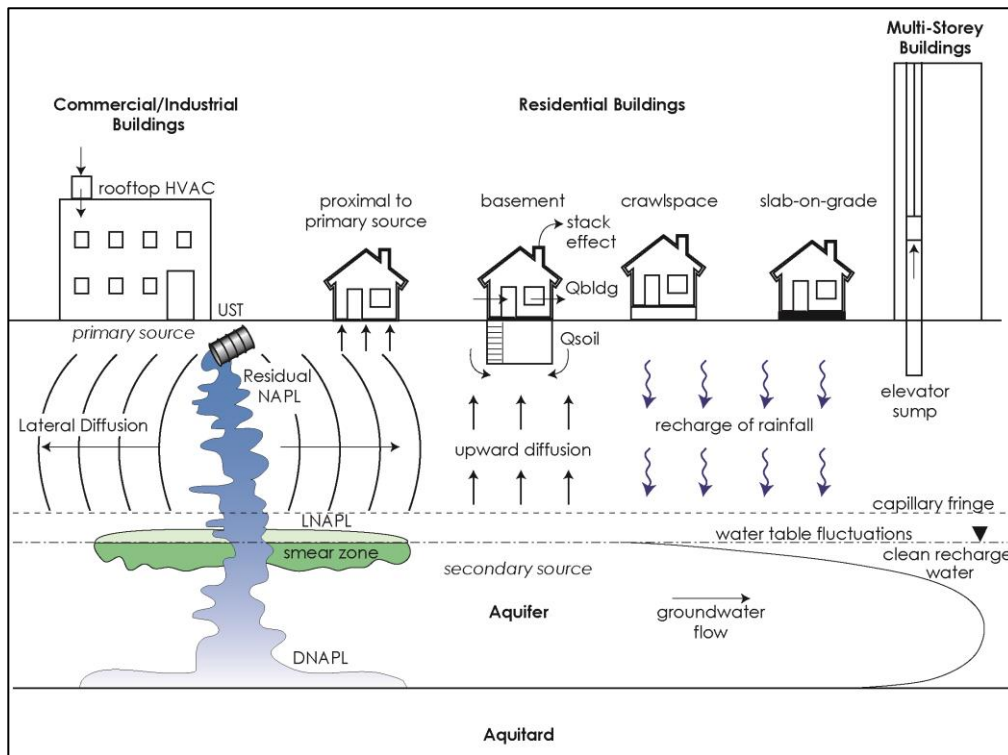 Multi-Storey
Buildings
Commercial/Industrial
Buildings
Residential Buildings
rooftop HVAC
proximal to
primary source
basement
stack
effect
crawlspace
slab-on-grade
Qbldg
UST
primary source
Qsoil
Residual
NAPL
elevator
sump
Lateral Diffusion
upward diffusion
recharge of rainfall
capillary fringe
LNAPL
water table fluctuations
smear zone
clean recharge
water
secondary source
Aquifer
groundwater
flow
DNAPL
Aquitard